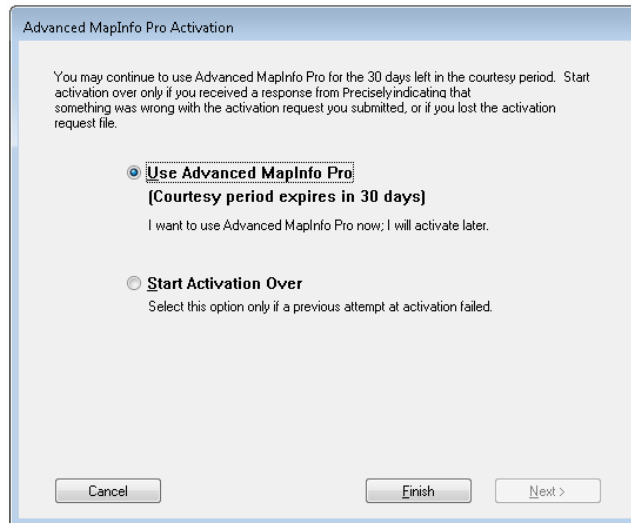 Advanced MapInfo Pro Activation
You may continue to use Advanced MapInfo Pro for the 30 days left in the courtesy period. Start
activation over only if you received a response from Precisely indicating that
something was wrong with the activation request you submitted, or if you lost the activation
request file.
Use Advanced MapInfo Pro
(Courtesy period expires in 30 days)
I want to use Advanced MapInfo Pro now; I will activate later.
Start Activation Over
Select this option only if a previous attempt at activation failed.
Cancel
Finish
Next >